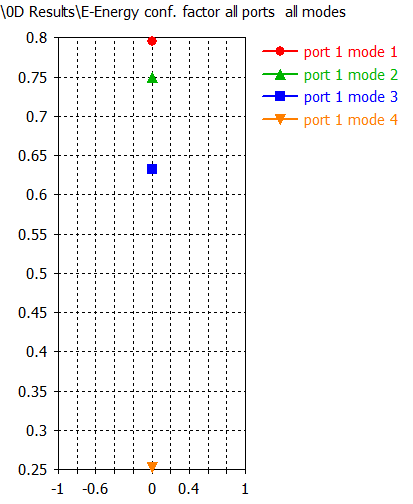 \0D Results\E-Energy conf. factor all ports  all modes
0.8
port 1 mode 1
port 1 mode 2
port 1 mode 3
port 1 mode 4
0.75
0.7
0.65
0.6
0.55
0.5
0.45
0.4
0.35
0.3
0.25
-1 -0.6 0 0.4 1